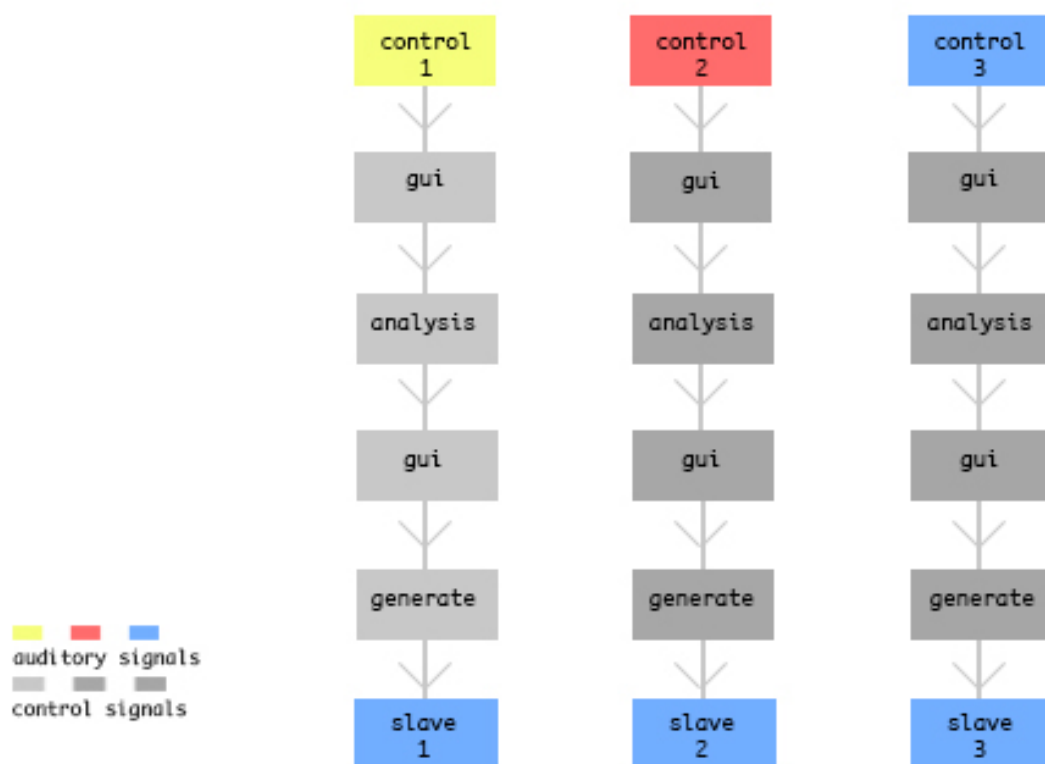 control
1
control
2
control
3
gui
gui
gui
analysis
analysis
analysis
gui
gui
gui
generate
generate
generate
auditory signals
control signals
slave
1
slave
2
slave
3